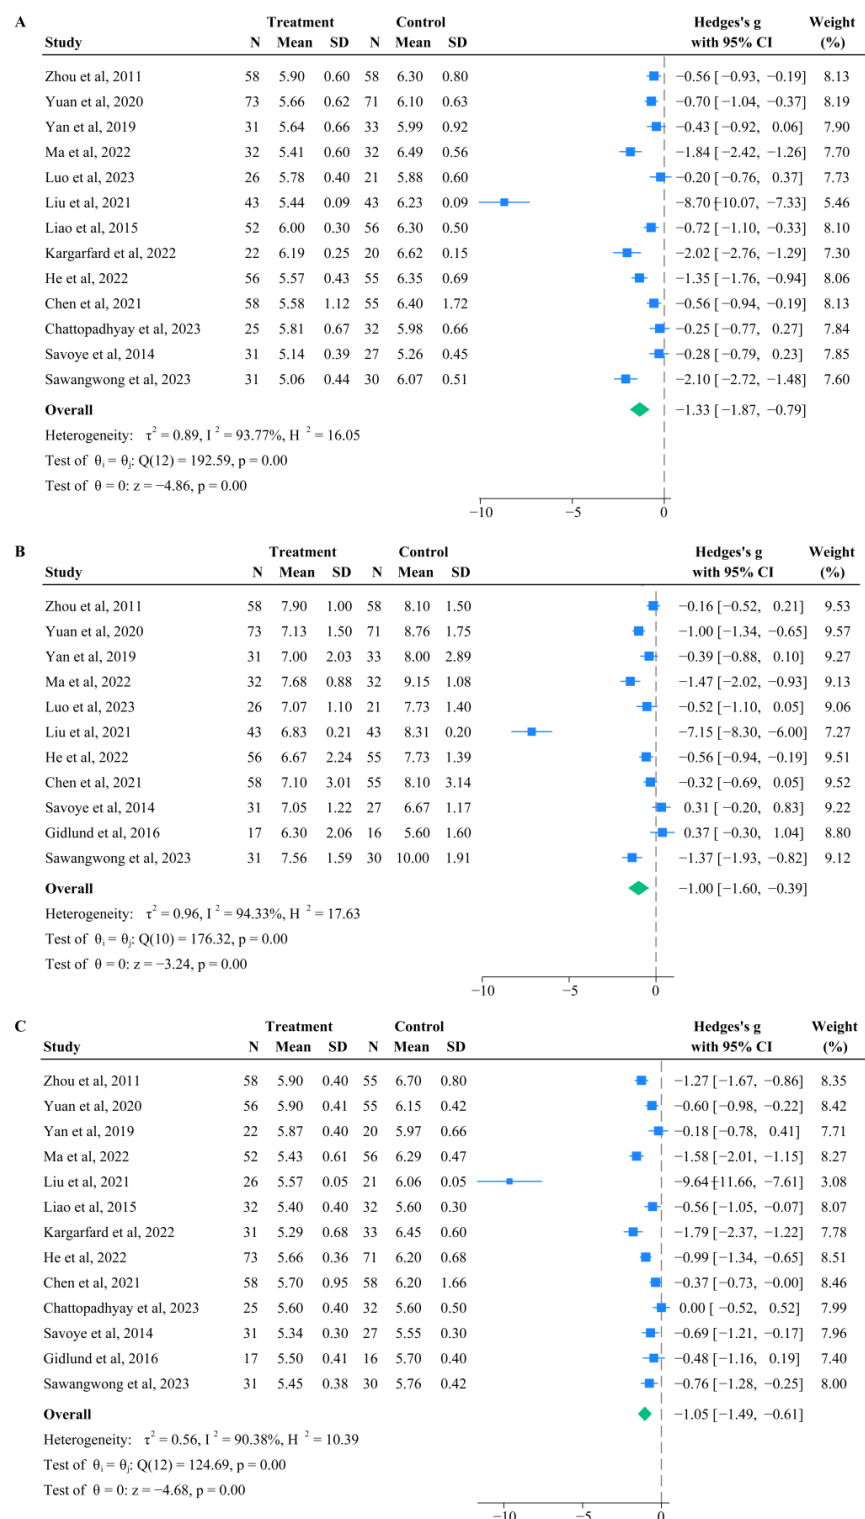 A Treatment Control Hedges's g Weight
Study N Mean SD N Mean SD with 95% CI (%)
Zhou et al, 2011 58 5.90 0.60 58 6.30 0.80 −0.56 [ −0.93, −0.19] 8.13
Yuan et al, 2020 73 5.66 0.62 71 6.10 0.63 −0.70 [ −1.04, −0.37] 8.19
Yan et al, 2019 31 5.64 0.66 33 5.99 0.92 −0.43 [ −0.92, 0.06] 7.90
Ma et al, 2022 32 5.41 0.60 32 6.49 0.56 −1.84 [ −2.42, −1.26] 7.70
Luo et al, 2023 26 5.78 0.40 21 5.88 0.60 −0.20 [ −0.76, 0.37] 7.73
Liu et al, 2021 43 5.44 0.09 43 6.23 0.09 −8.70 [−10.07, −7.33] 5.46
Liao et al, 2015 52 6.00 0.30 56 6.30 0.50 −0.72 [ −1.10, −0.33] 8.10
Kargarfard et al, 2022 22 6.19 0.25 20 6.62 0.15 −2.02 [ −2.76, −1.29] 7.30
He et al, 2022 56 5.57 0.43 55 6.35 0.69 −1.35 [ −1.76, −0.94] 8.06
Chen et al, 2021 58 5.58 1.12 55 6.40 1.72 −0.56 [ −0.94, −0.19] 8.13
Chattopadhyay et al, 2023 25 5.81 0.67 32 5.98 0.66 −0.25 [ −0.77, 0.27] 7.84
Savoye et al, 2014 31 5.14 0.39 27 5.26 0.45 −0.28 [ −0.79, 0.23] 7.85
Sawangwong et al, 2023 31 5.06 0.44 30 6.07 0.51 −2.10 [ −2.72, −1.48] 7.60
Overall −1.33 [ −1.87, −0.79]
Heterogeneity: τ² = 0.89, I² = 93.77%, H² = 16.05
Test of θi = θj: Q(12) = 192.59, p = 0.00
Test of θ = 0: z = −4.86, p = 0.00
−10 −5 0
B Treatment Control Hedges's g Weight
Study N Mean SD N Mean SD with 95% CI (%)
Zhou et al, 2011 58 7.90 1.00 58 8.10 1.50 −0.16 [ −0.52, 0.21] 9.53
Yuan et al, 2020 73 7.13 1.50 71 8.76 1.75 −1.00 [ −1.34, −0.65] 9.57
Yan et al, 2019 31 7.00 2.03 33 8.00 2.89 −0.39 [ −0.88, 0.10] 9.27
Ma et al, 2022 32 7.68 0.88 32 9.15 1.08 −1.47 [ −2.02, −0.93] 9.13
Luo et al, 2023 26 7.07 1.10 21 7.73 1.40 −0.52 [ −1.10, 0.05] 9.06
Liu et al, 2021 43 6.83 0.21 43 8.31 0.20 −7.15 [ −8.30, −6.00] 7.27
He et al, 2022 56 6.67 2.24 55 7.73 1.39 −0.56 [ −0.94, −0.19] 9.51
Chen et al, 2021 58 7.10 3.01 55 8.10 3.14 −0.32 [ −0.69, 0.05] 9.52
Savoye et al, 2014 31 7.05 1.22 27 6.67 1.17 0.31 [ −0.20, 0.83] 9.22
Gidlund et al, 2016 17 6.30 2.06 16 5.60 1.60 0.37 [ −0.30, 1.04] 8.80
Sawangwong et al, 2023 31 7.56 1.59 30 10.00 1.91 −1.37 [ −1.93, −0.82] 9.12
Overall −1.00 [ −1.60, −0.39]
Heterogeneity: τ² = 0.96, I² = 94.33%, H² = 17.63
Test of θi = θj: Q(10) = 176.32, p = 0.00
Test of θ = 0: z = −3.24, p = 0.00
−10 −5 0
C Treatment Control Hedges's g Weight
Study N Mean SD N Mean SD with 95% CI (%)
Zhou et al, 2011 58 5.90 0.40 55 6.70 0.80 −1.27 [ −1.67, −0.86] 8.35
Yuan et al, 2020 56 5.90 0.41 55 6.15 0.42 −0.60 [ −0.98, −0.22] 8.42
Yan et al, 2019 22 5.87 0.40 20 5.97 0.66 −0.18 [ −0.78, 0.41] 7.71
Ma et al, 2022 52 5.43 0.61 56 6.29 0.47 −1.58 [ −2.01, −1.15] 8.27
Liu et al, 2021 26 5.57 0.05 21 6.06 0.05 −9.64 [−11.66, −7.61] 3.08
Liao et al, 2015 32 5.40 0.40 32 5.60 0.30 −0.56 [ −1.05, −0.07] 8.07
Kargarfard et al, 2022 31 5.29 0.68 33 6.45 0.60 −1.79 [ −2.37, −1.22] 7.78
He et al, 2022 73 5.66 0.36 71 6.20 0.68 −0.99 [ −1.34, −0.65] 8.51
Chen et al, 2021 58 5.70 0.95 58 6.20 1.66 −0.37 [ −0.73, −0.00] 8.46
Chattopadhyay et al, 2023 25 5.60 0.40 32 5.60 0.50 0.00 [ −0.52, 0.52] 7.99
Savoye et al, 2014 31 5.34 0.30 27 5.55 0.30 −0.69 [ −1.21, −0.17] 7.96
Gidlund et al, 2016 17 5.50 0.41 16 5.70 0.40 −0.48 [ −1.16, 0.19] 7.40
Sawangwong et al, 2023 31 5.45 0.38 30 5.76 0.42 −0.76 [ −1.28, −0.25] 8.00
Overall −1.05 [ −1.49, −0.61]
Heterogeneity: τ² = 0.56, I² = 90.38%, H² = 10.39
Test of θi = θj: Q(12) = 124.69, p = 0.00
Test of θ = 0: z = −4.68, p = 0.00
−10 −5 0